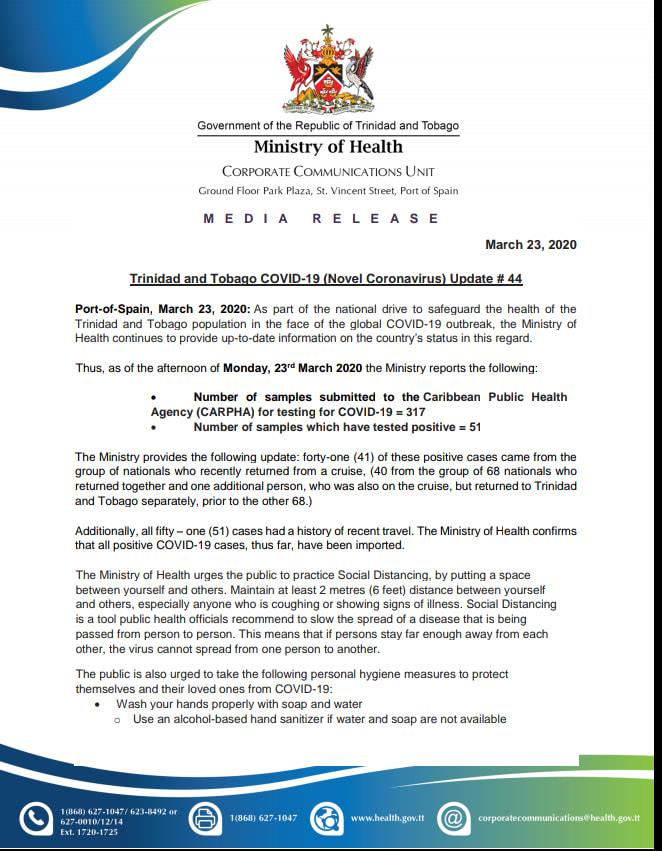 Government of the Republic of Trinidad and Tobago
Ministry of Health
CORPORATE COMMUNICATIONS UNIT
Ground Floor Park Plaza, St. Vincent Street, Port of Spain
MEDIA RELEASE
March 23, 2020
Trinidad and Tobago COVID-19 (Novel Coronavirus) Update # 44
Port-of-Spain, March 23, 2020: As part of the national drive to safeguard the health of the
Trinidad and Tobago population in the face of the global COVID-19 outbreak, the Ministry of
Health continues to provide up-to-date information on the country's status in this regard.
Thus, as of the afternoon of Monday, 23rd March 2020 the Ministry reports the following:
• Number of samples submitted to the Caribbean Public Health
Agency (CARPHA) for testing for COVID-19 = 317
• Number of samples which have tested positive = 51
The Ministry provides the following update: forty-one (41) of these positive cases came from the
group of nationals who recently returned from a cruise, (40 from the group of 68 nationals who
returned together and one additional person, who was also on the cruise, but returned to Trinidad
and Tobago separately, prior to the other 68.)
Additionally, all fifty – one (51) cases had a history of recent travel. The Ministry of Health confirms
that all positive COVID-19 cases, thus far, have been imported.
The Ministry of Health urges the public to practice Social Distancing, by putting a space
between yourself and others. Maintain at least 2 metres (6 feet) distance between yourself
and others, especially anyone who is coughing or showing signs of illness. Social Distancing
is a tool public health officials recommend to slow the spread of a disease that is being
passed from person to person. This means that if persons stay far enough away from each
other, the virus cannot spread from one person to another.
The public is also urged to take the following personal hygiene measures to protect
themselves and their loved ones from COVID-19:
• Wash your hands properly with soap and water
o Use an alcohol-based hand sanitizer if water and soap are not available
1(868) 627-1047/ 623-8492 or
627-0010/12/14
Ext. 1720-1725
1(868) 627-1047
www.health.gov.tt
@
corporatecommunications@health.gov.tt